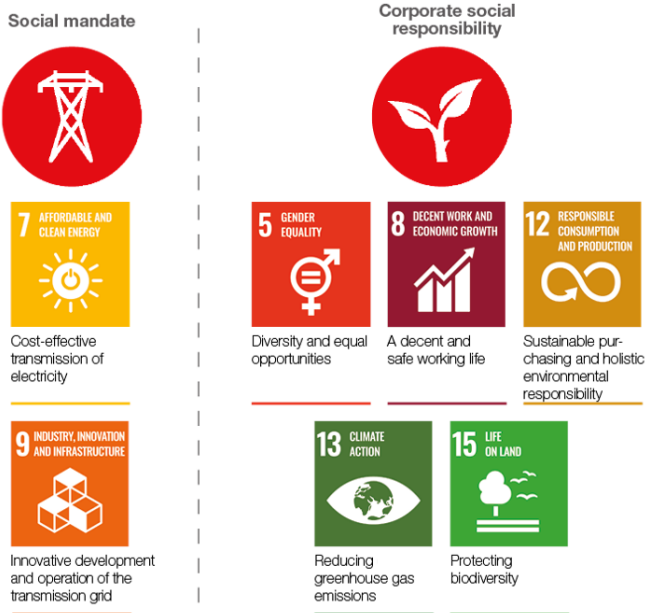 Social mandate
Corporate social
responsibility
7 AFFORDABLE AND
CLEAN ENERGY
Cost-effective
transmission of
electricity
9 INDUSTRY, INNOVATION
AND INFRASTRUCTURE
Innovative development
and operation of the
transmission grid
5 GENDER
EQUALITY
Diversity and equal
opportunities
8 DECENT WORK AND
ECONOMIC GROWTH
A decent and
safe working life
12 RESPONSIBLE
CONSUMPTION
AND PRODUCTION
Sustainable pur-
chasing and holistic
environmental
responsibility
13 CLIMATE
ACTION
Reducing
greenhouse gas
emissions
15 LIFE
ON LAND
Protecting
biodiversity